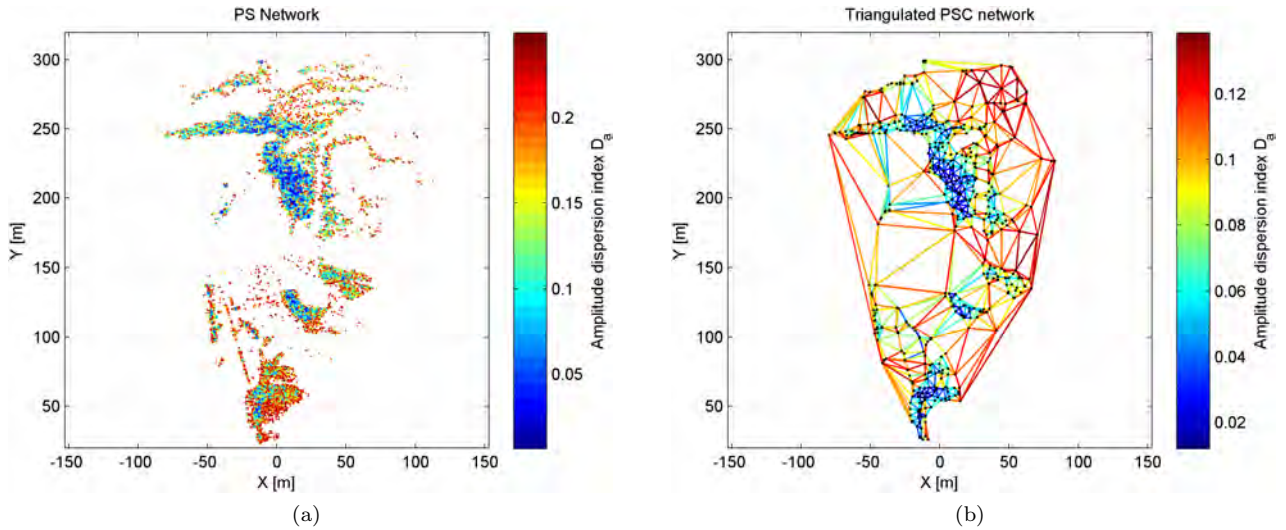 PS Network
300
250
200
150
100
50
Y [m]
-150 -100 -50 0 50 100 150
X [m]
0.2
0.15
0.1
0.05
Amplitude dispersion index D_a
(a)
Triangulated PSC network
300
250
200
150
100
50
Y [m]
-150 -100 -50 0 50 100 150
X [m]
0.12
0.1
0.08
0.06
0.04
0.02
Amplitude dispersion index D_a
(b)